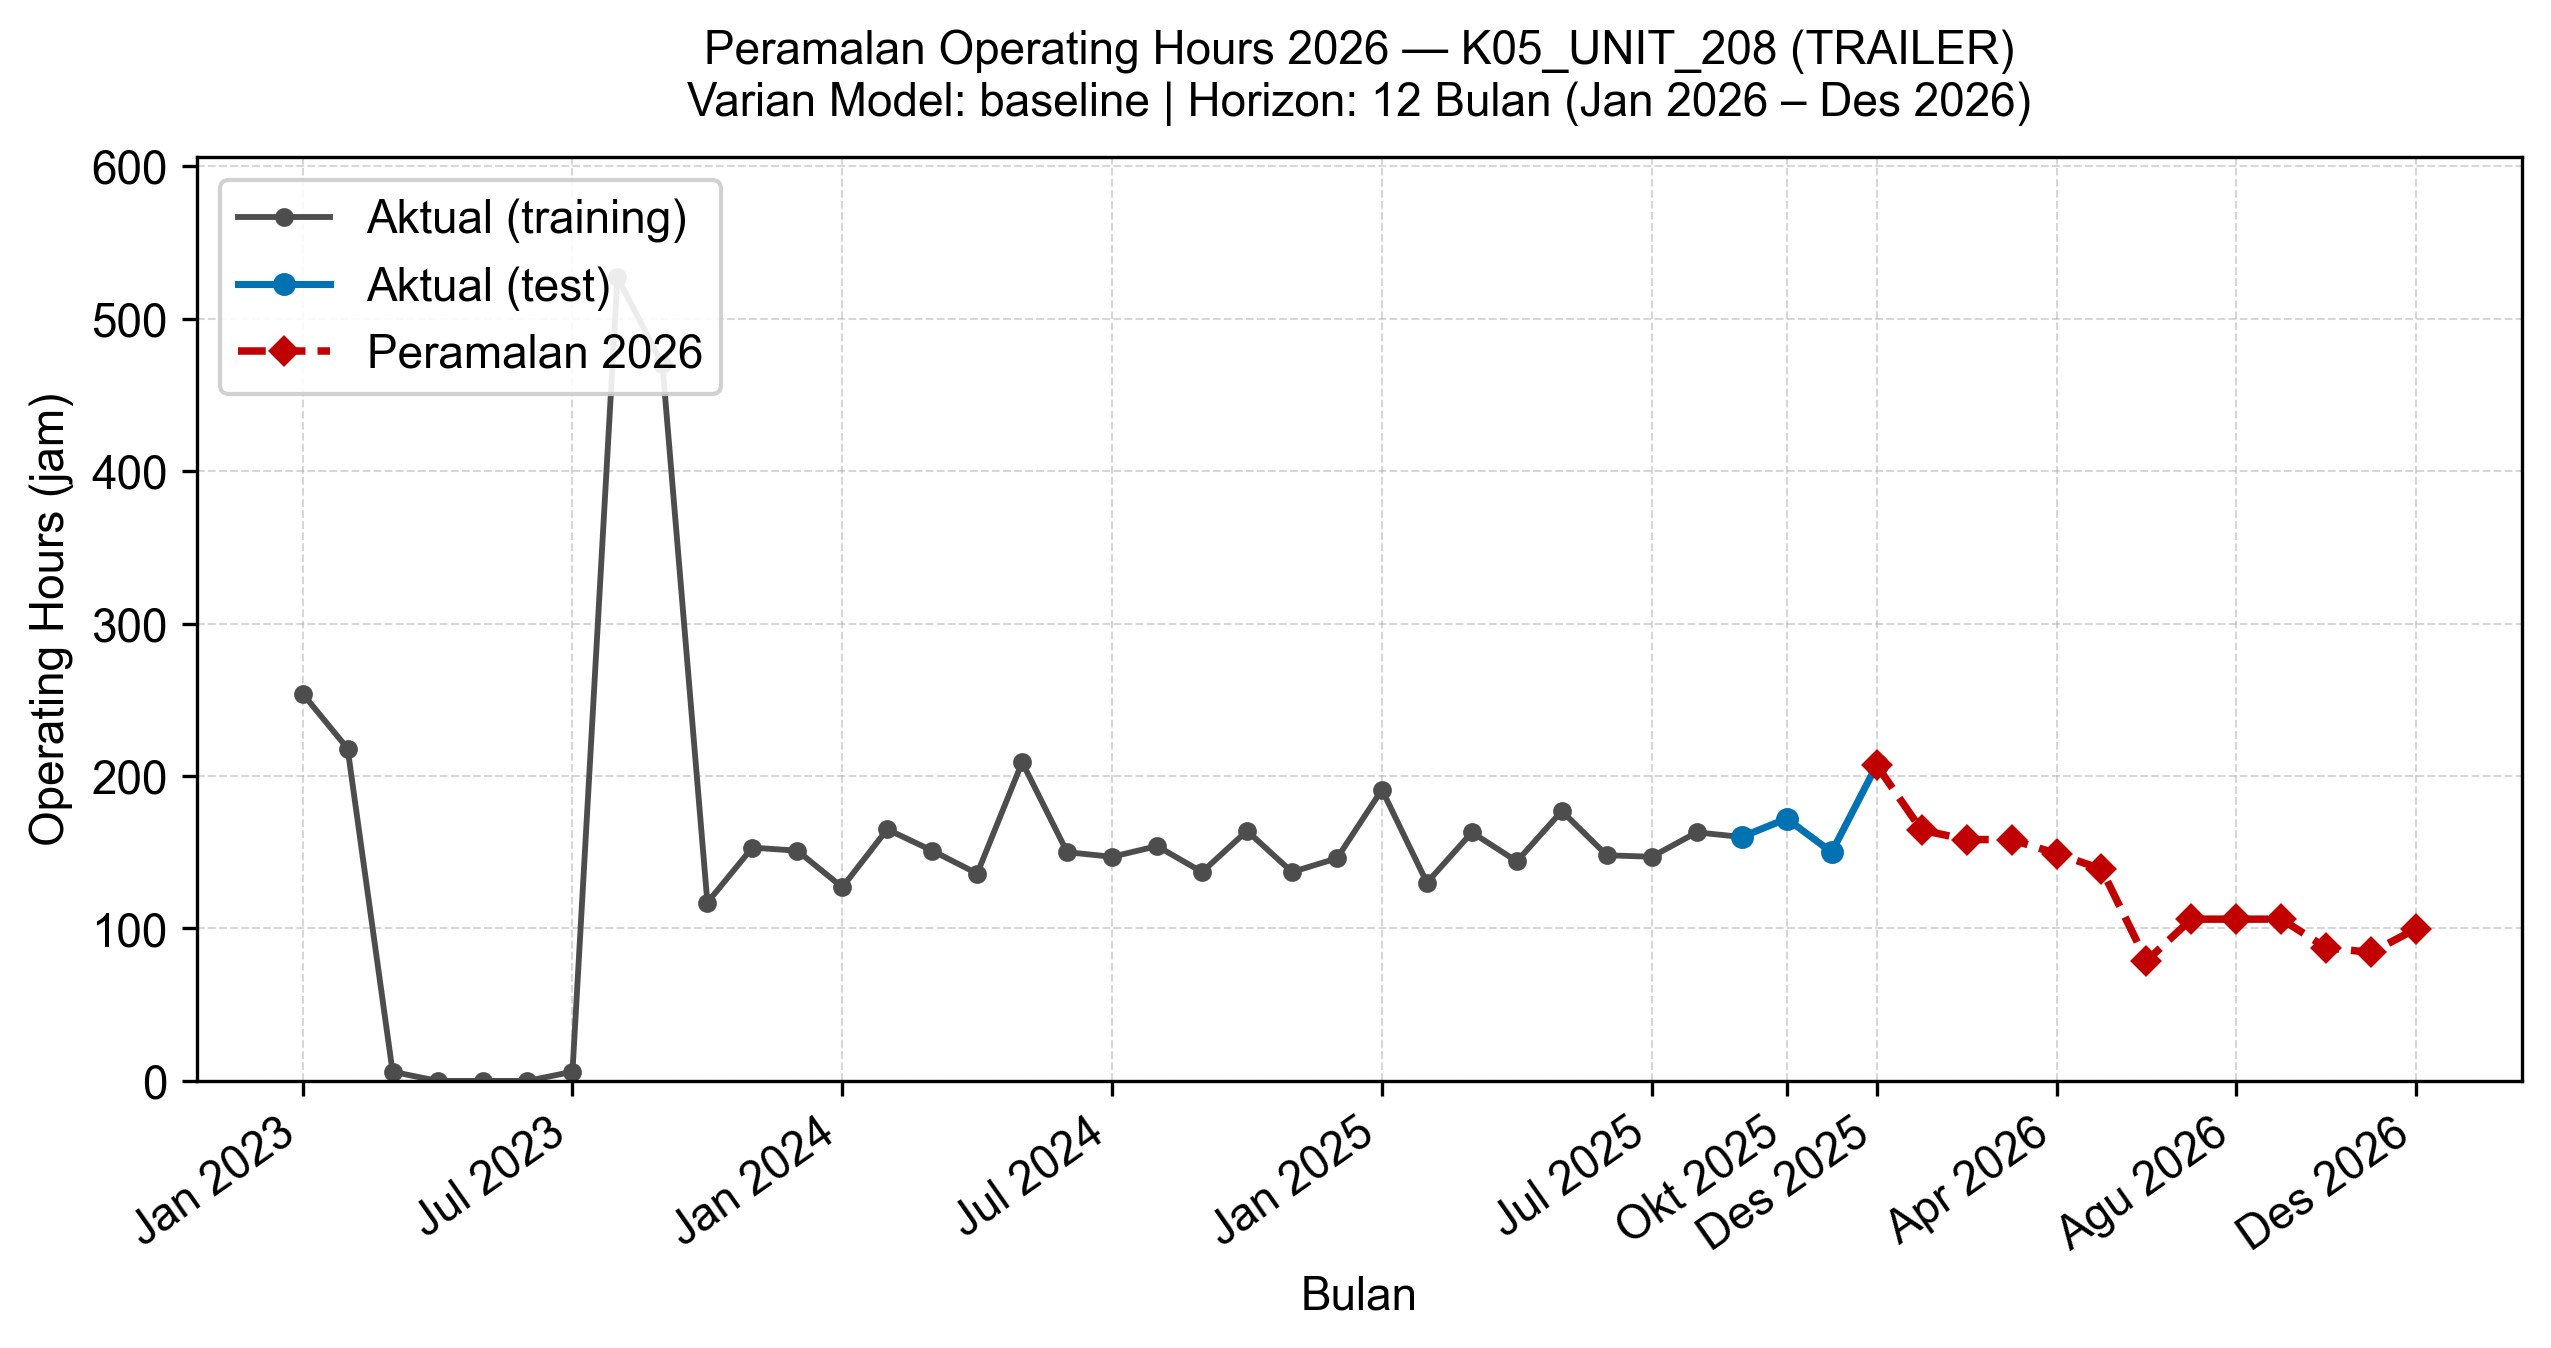 Peramalan Operating Hours 2026 — K05_UNIT_208 (TRAILER)
Varian Model: baseline | Horizon: 12 Bulan (Jan 2026 – Des 2026)
Operating Hours (jam)
600
500
400
300
200
100
0
Aktual (training)
Aktual (test)
Peramalan 2026
Jan 2023
Jul 2023
Jan 2024
Jul 2024
Jan 2025
Jul 2025
Okt 2025
Des 2025
Apr 2026
Agu 2026
Des 2026
Bulan